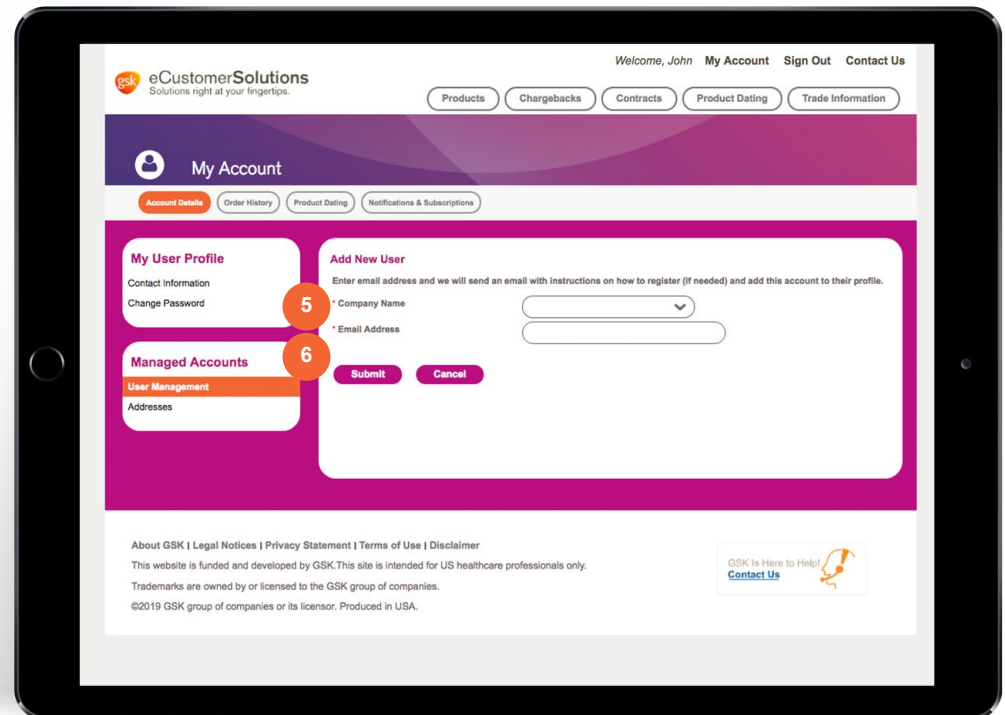 Welcome, John My Account Sign Out Contact Us
gsk eCustomerSolutions
Solutions right at your fingertips.
Products Chargebacks Contracts Product Dating Trade Information
My Account
Account Details Order History Product Dating Notifications & Subscriptions
My User Profile
Contact Information
Change Password
Managed Accounts
User Management
Addresses
Add New User
Enter email address and we will send an email with instructions on how to register (if needed) and add this account to their profile.
5 * Company Name
* Email Address
6
Submit Cancel
About GSK | Legal Notices | Privacy Statement | Terms of Use | Disclaimer
This website is funded and developed by GSK.This site is intended for US healthcare professionals only.
Trademarks are owned by or licensed to the GSK group of companies.
©2019 GSK group of companies or its licensor. Produced in USA.
GSK Is Here to Help!
Contact Us